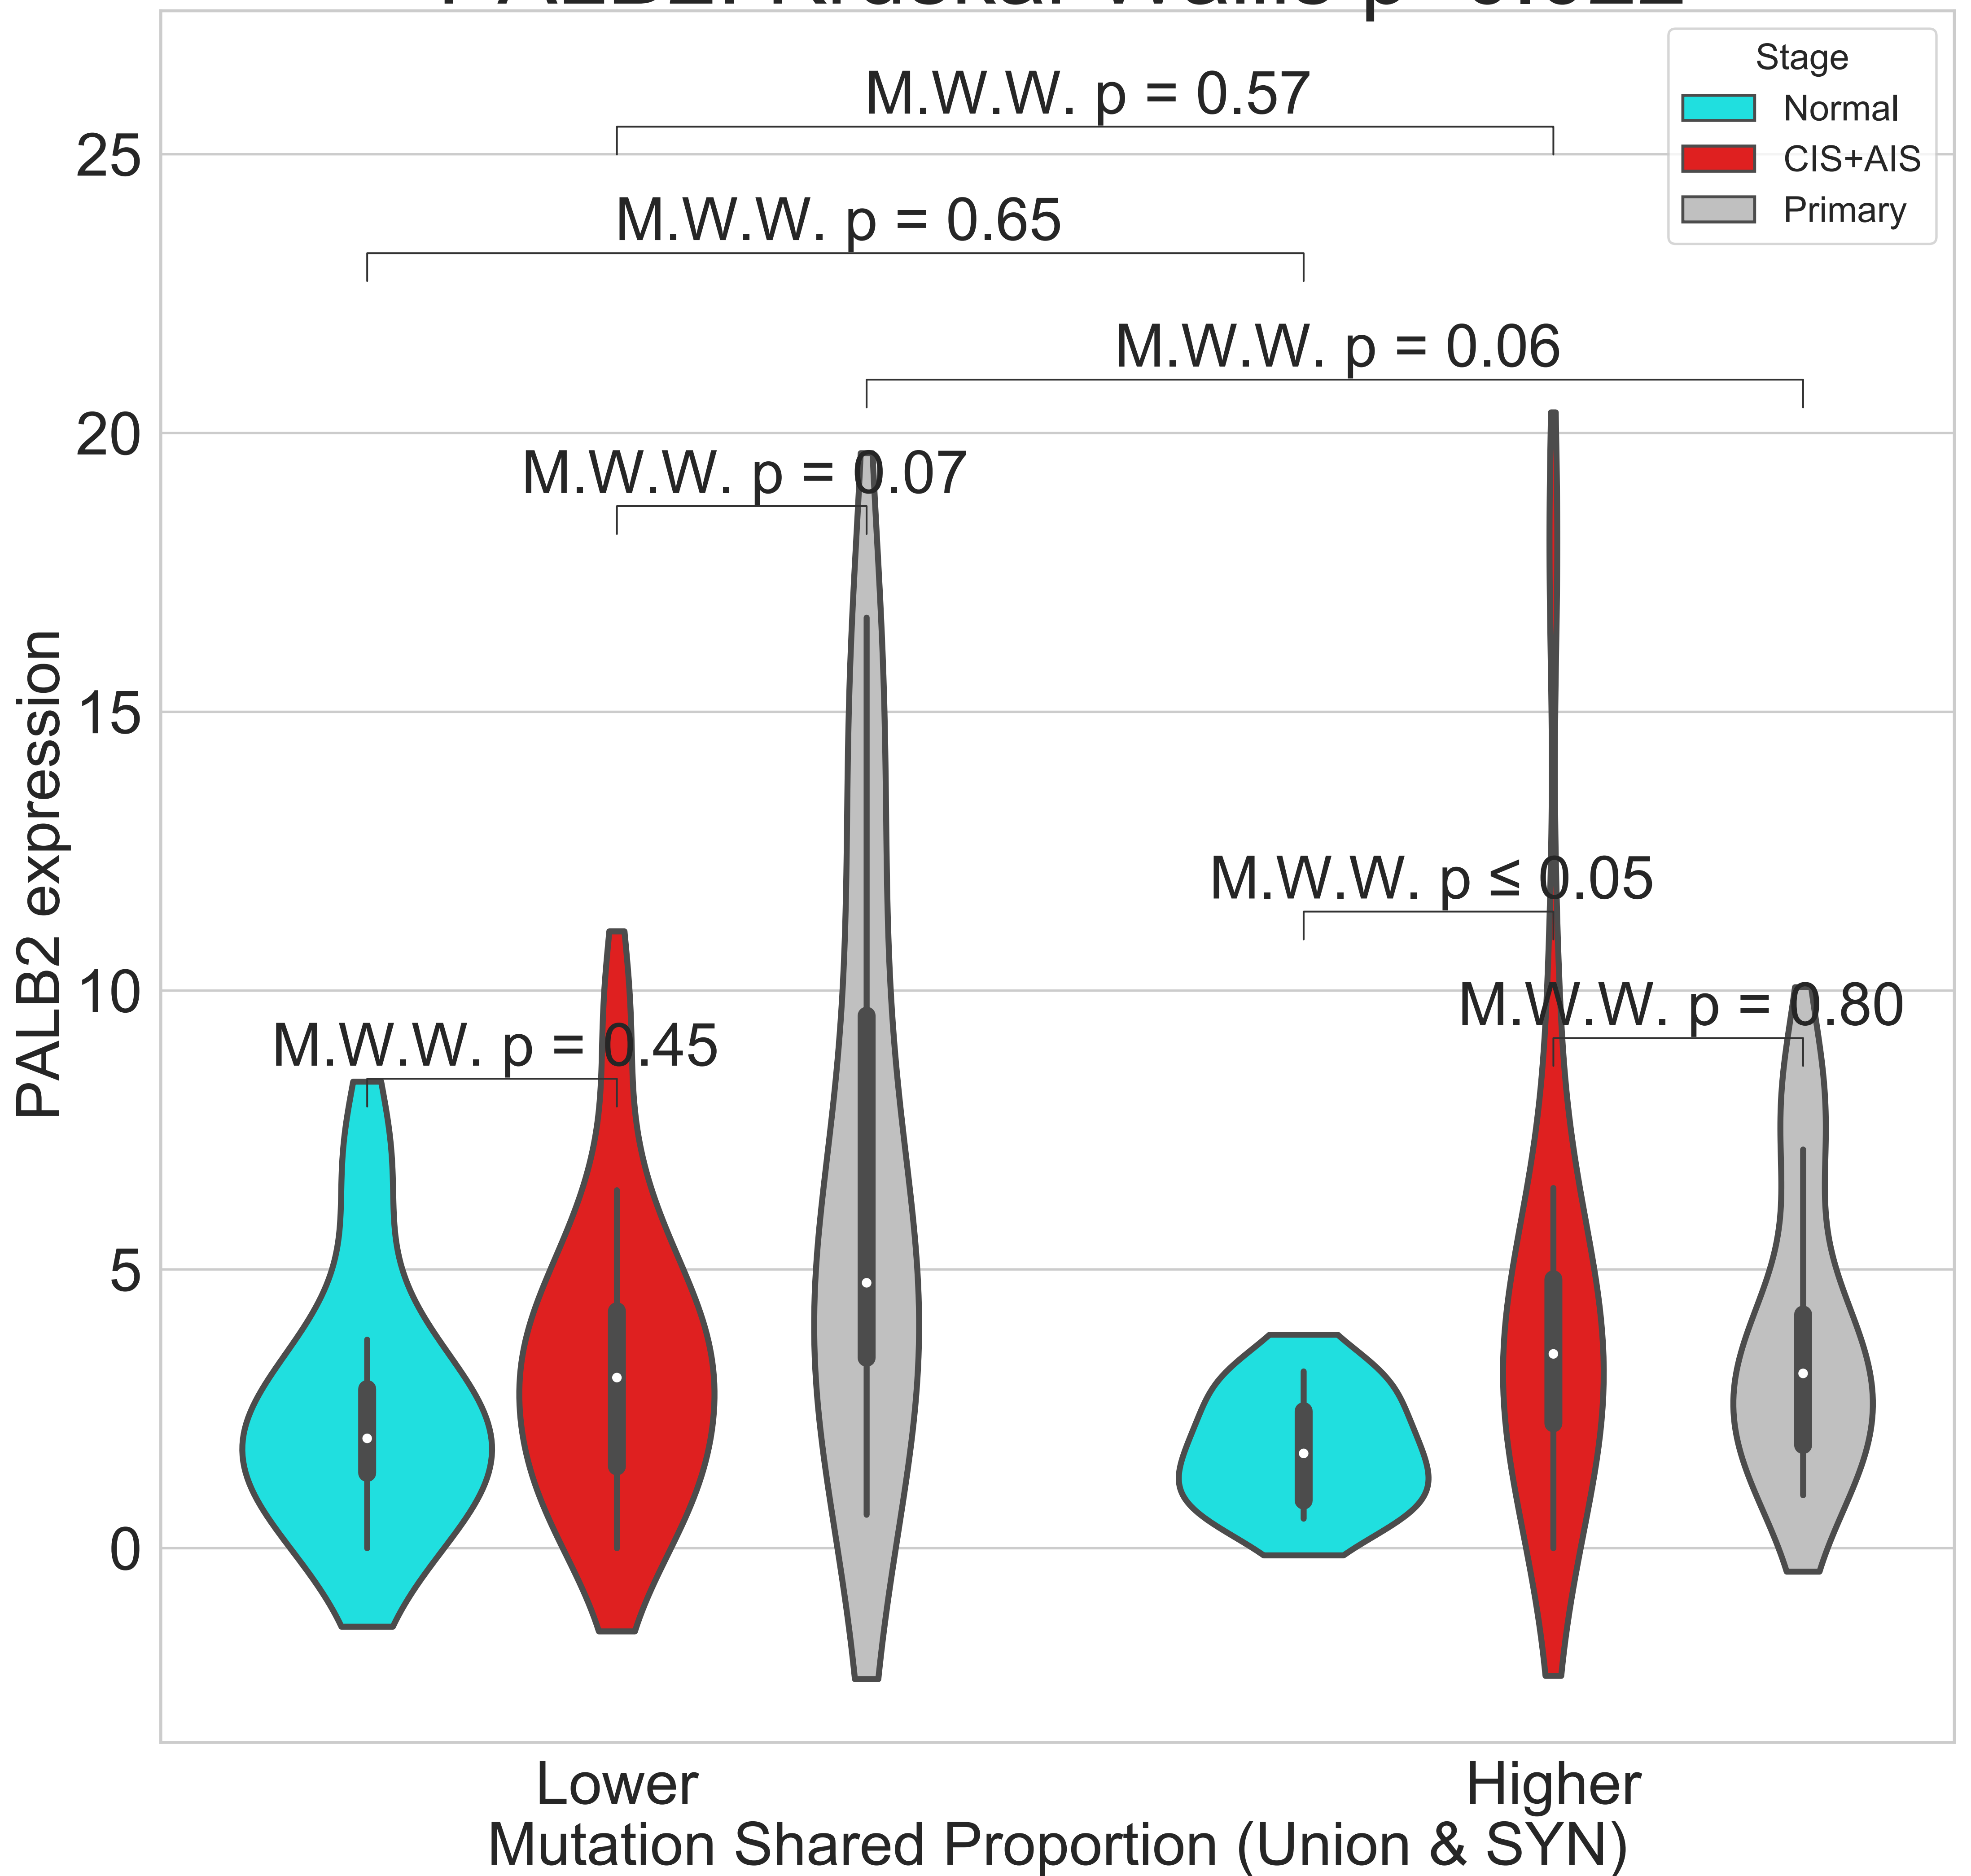 Stage
Normal
CIS+AIS
Primary
M.W.W. p = 0.57
M.W.W. p = 0.65
M.W.W. p = 0.06
M.W.W. p = 0.07
M.W.W. p ≤ 0.05
M.W.W. p = 0.80
M.W.W. p = 0.45
25
20
15
10
5
0
PALB2 expression
Lower
Higher
Mutation Shared Proportion (Union & SYN)